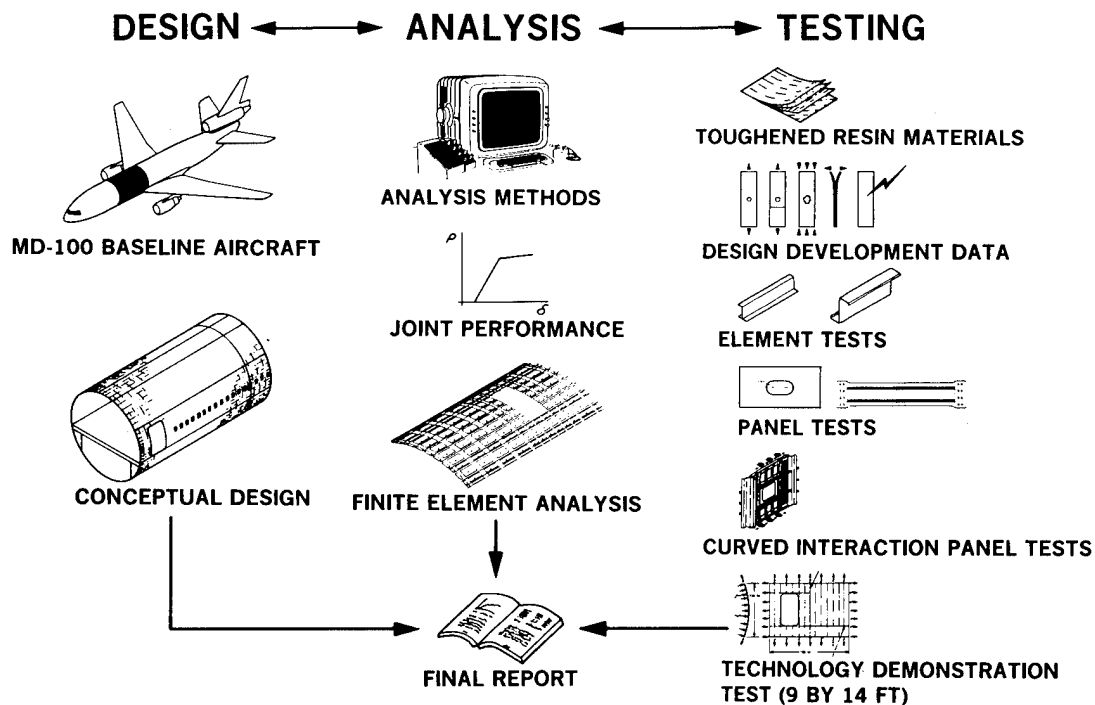 DESIGN ANALYSIS TESTING
MD-100 BASELINE AIRCRAFT
CONCEPTUAL DESIGN
ANALYSIS METHODS
ρ
δ
JOINT PERFORMANCE
FINITE ELEMENT ANALYSIS
FINAL REPORT
TOUGHENED RESIN MATERIALS
DESIGN DEVELOPMENT DATA
ELEMENT TESTS
PANEL TESTS
CURVED INTERACTION PANEL TESTS
TECHNOLOGY DEMONSTRATION
TEST (9 BY 14 FT)